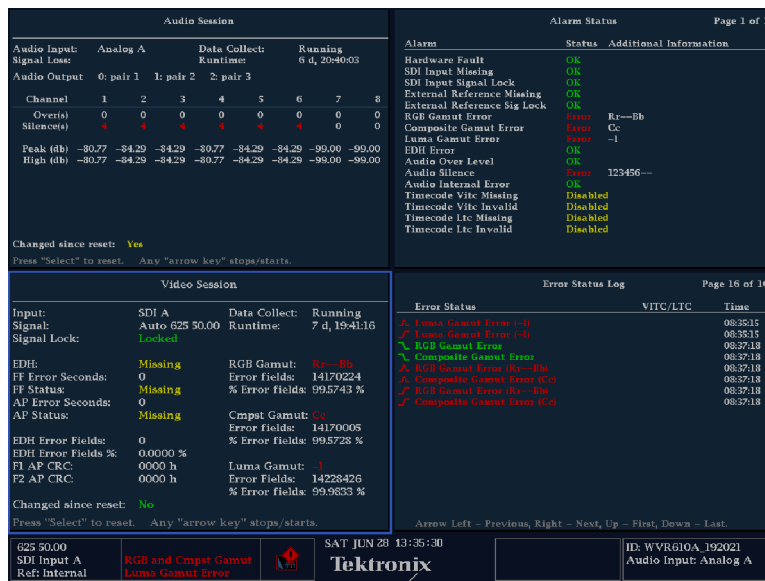 Audio Session
Audio Input: Analog A Data Collect: Running
Signal Loss: Runtime: 6 d, 20:40:03
Audio Output 0: pair 1 1: pair 2 2: pair 3
Channel 1 2 3 4 5 6 7 8
Over(s) 0 0 0 0 0 0 0 0
Silence(s) 4 4 4 4 4 4 0 0
Peak (db) -80.77 -84.29 -84.29 -80.77 -84.29 -84.29 -99.00 -99.00
High (db) -80.77 -84.29 -84.29 -80.77 -84.29 -84.29 -99.00 -99.00
Changed since reset: Yes
Press "Select" to reset. Any "arrow key" stops/starts.
Alarm Status Page 1 of
Alarm Status Additional Information
Hardware Fault OK
SDI Input Missing OK
SDI Input Signal Lock OK
External Reference Missing OK
External Reference Sig Lock OK
RGB Gamut Error Error Rr--Bb
Composite Gamut Error Error Cc
Luma Gamut Error Error -l
EDH Error OK
Audio Over Level OK
Audio Silence Error 123456--
Audio Internal Error OK
Timecode Vitc Missing Disabled
Timecode Vitc Invalid Disabled
Timecode Ltc Missing Disabled
Timecode Ltc Invalid Disabled
Video Session
Input: SDI A Data Collect: Running
Signal: Auto 625 50.00 Runtime: 7 d, 19:41:16
Signal Lock: Locked
EDH: Missing RGB Gamut: Rr--Bb
FF Error Seconds: 0 Error fields: 14170224
FF Status: Missing % Error fields: 99.5743 %
AP Error Seconds: 0
AP Status: Missing Cmpst Gamut: Cc
Error fields: 14170005
EDH Error Fields: 0 % Error fields: 99.5728 %
EDH Error Fields %: 0.0000 %
F1 AP CRC: 0000 h Luma Gamut: -l
F2 AP CRC: 0000 h Error Fields: 14228426
% Error fields: 99.9833 %
Changed since reset: No
Press "Select" to reset. Any "arrow key" stops/starts.
Error Status Log Page 16 of
Error Status VITC/LTC Time
Luma Gamut Error (-l) 08:35:15
Luma Gamut Error (-l) 08:35:15
RGB Gamut Error 08:37:18
Composite Gamut Error 08:37:18
RGB Gamut Error (Rr--Bb) 08:37:18
Composite Gamut Error (Cc) 08:37:18
RGB Gamut Error (Rr--Bb) 08:37:18
Composite Gamut Error (Cc) 08:37:18
Arrow Left - Previous, Right - Next, Up - First, Down - Last.
625 50.00
SDI Input A
Ref: Internal
RGB and Cmpst Gamut
Luma Gamut Error
SAT JUN 28 13:35:30
Tektronix
ID: WVR610A_192021
Audio Input: Analog A